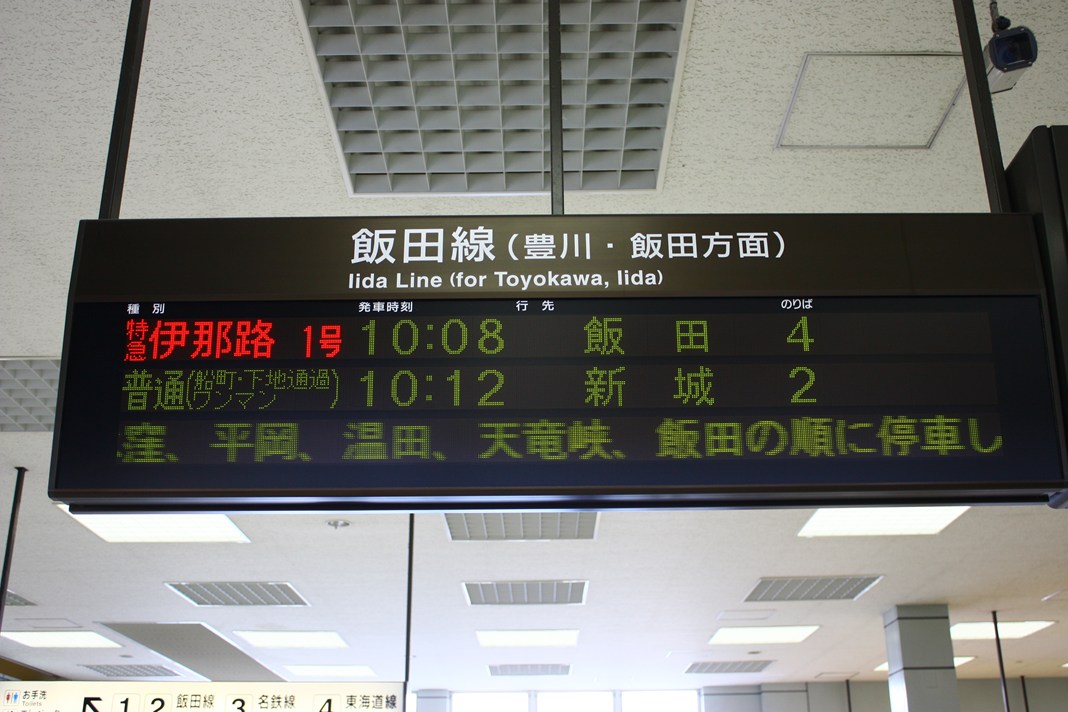 飯田線(豊川・飯田方面)
Iida Line (for Toyokawa, Iida)
種別 発車時刻 行先 のりば
特急 伊那路 1号 10:08 飯田 4
普通(船町・下地通過 ワンマン) 10:12 新城 2
窪、平岡、温田、天竜峡、飯田の順に停車し
お手洗
Toilets
1 2 飯田線 3 名鉄線 4 東海道線